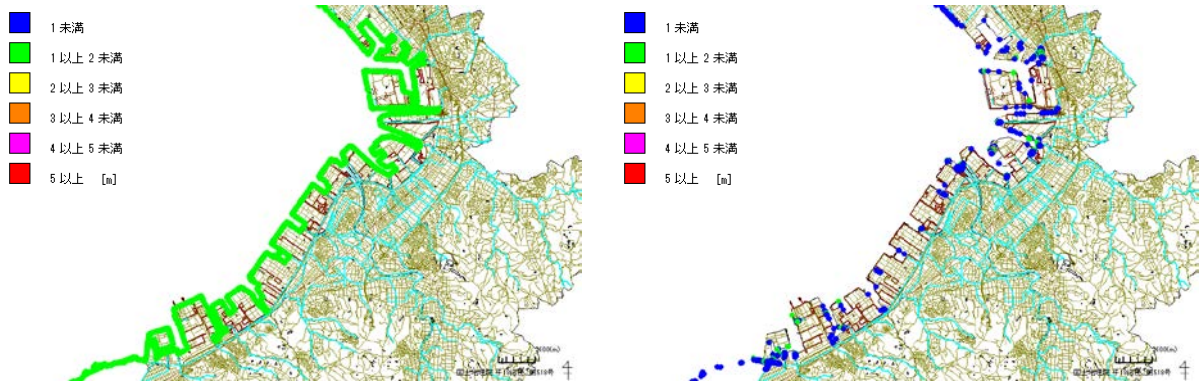 1 未満
1 以上 2 未満
2 以上 3 未満
3 以上 4 未満
4 以上 5 未満
5 以上 [m]
1 未満
1 以上 2 未満
2 以上 3 未満
3 以上 4 未満
4 以上 5 未満
5 以上 [m]